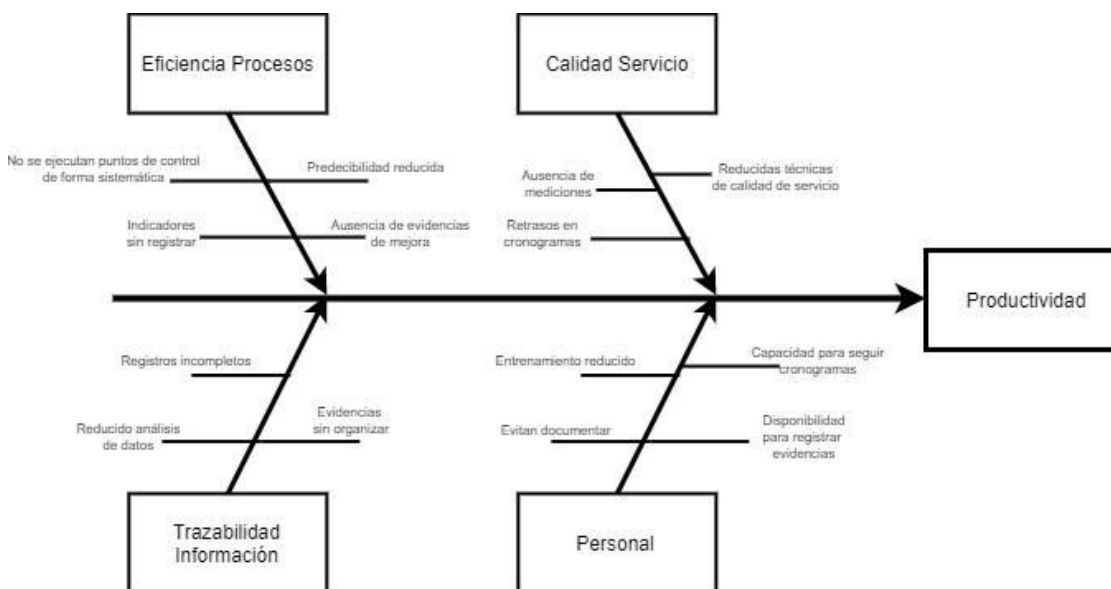 Eficiencia Procesos
Calidad Servicio
No se ejecutan puntos de control
de forma sistemática
Predecibilidad reducida
Indicadores
sin registrar
Ausencia de evidencias
de mejora
Ausencia de
mediciones
Reducidas técnicas
de calidad de servicio
Retrasos en
cronogramas
Productividad
Registros incompletos
Reducido análisis
de datos
Evidencias
sin organizar
Entrenamiento reducido
Capacidad para seguir
cronogramas
Evitan documentar
Disponibilidad
para registrar
evidencias
Trazabilidad
Información
Personal